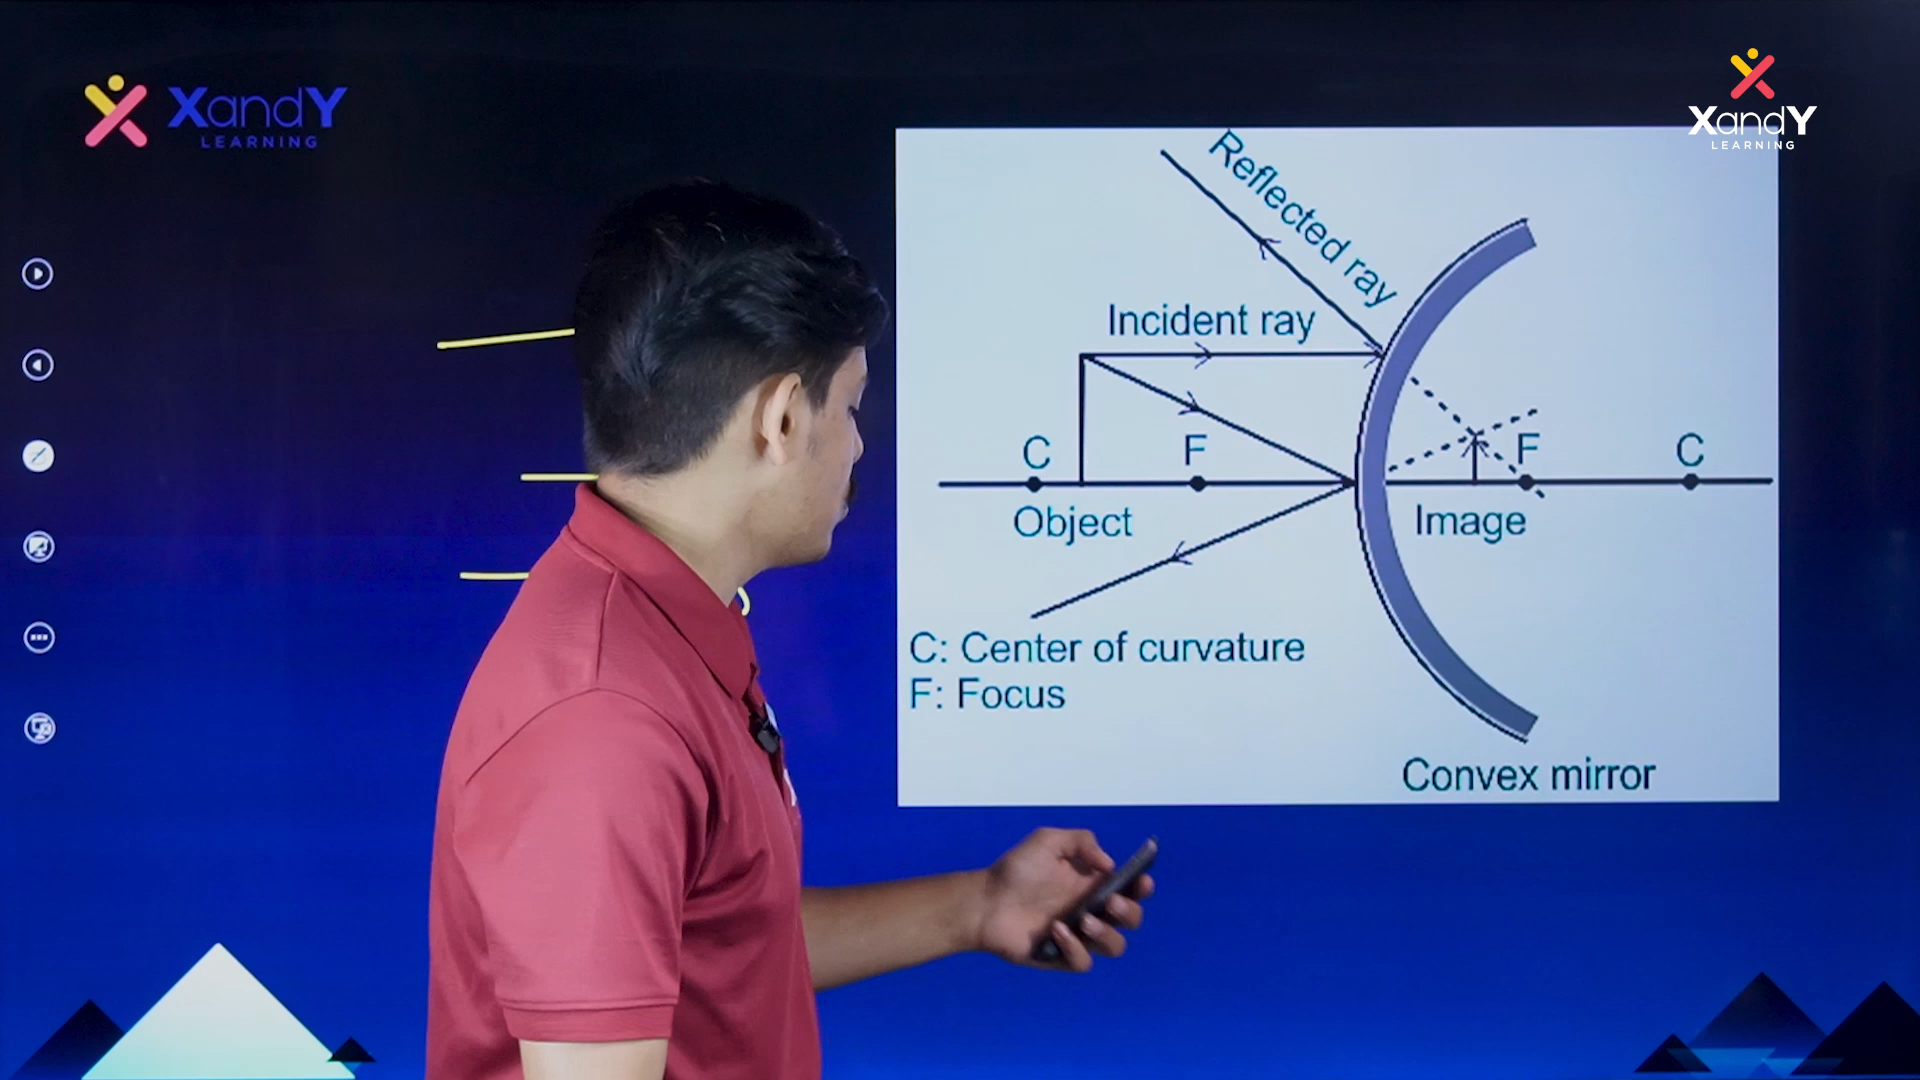 XandY
LEARNING
XandY
LEARNING
Reflected ray
Incident ray
C
F
F
C
Object
Image
C: Center of curvature
F: Focus
Convex mirror